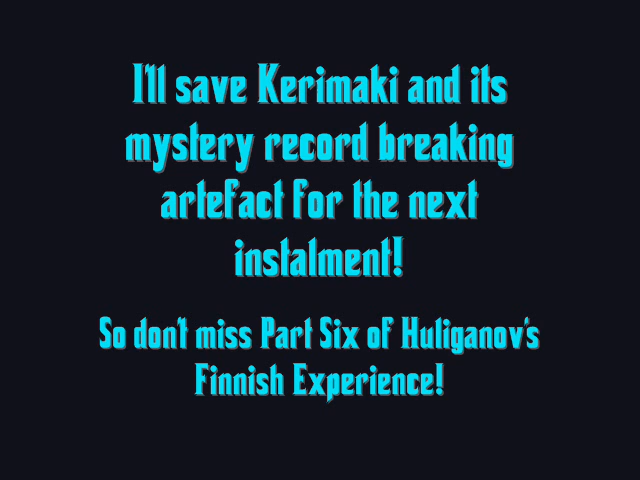 I'll save Kerimaki and its
mystery record breaking
artefact for the next
instalment!
So don't miss Part Six of Huliganov's
Finnish Experience!